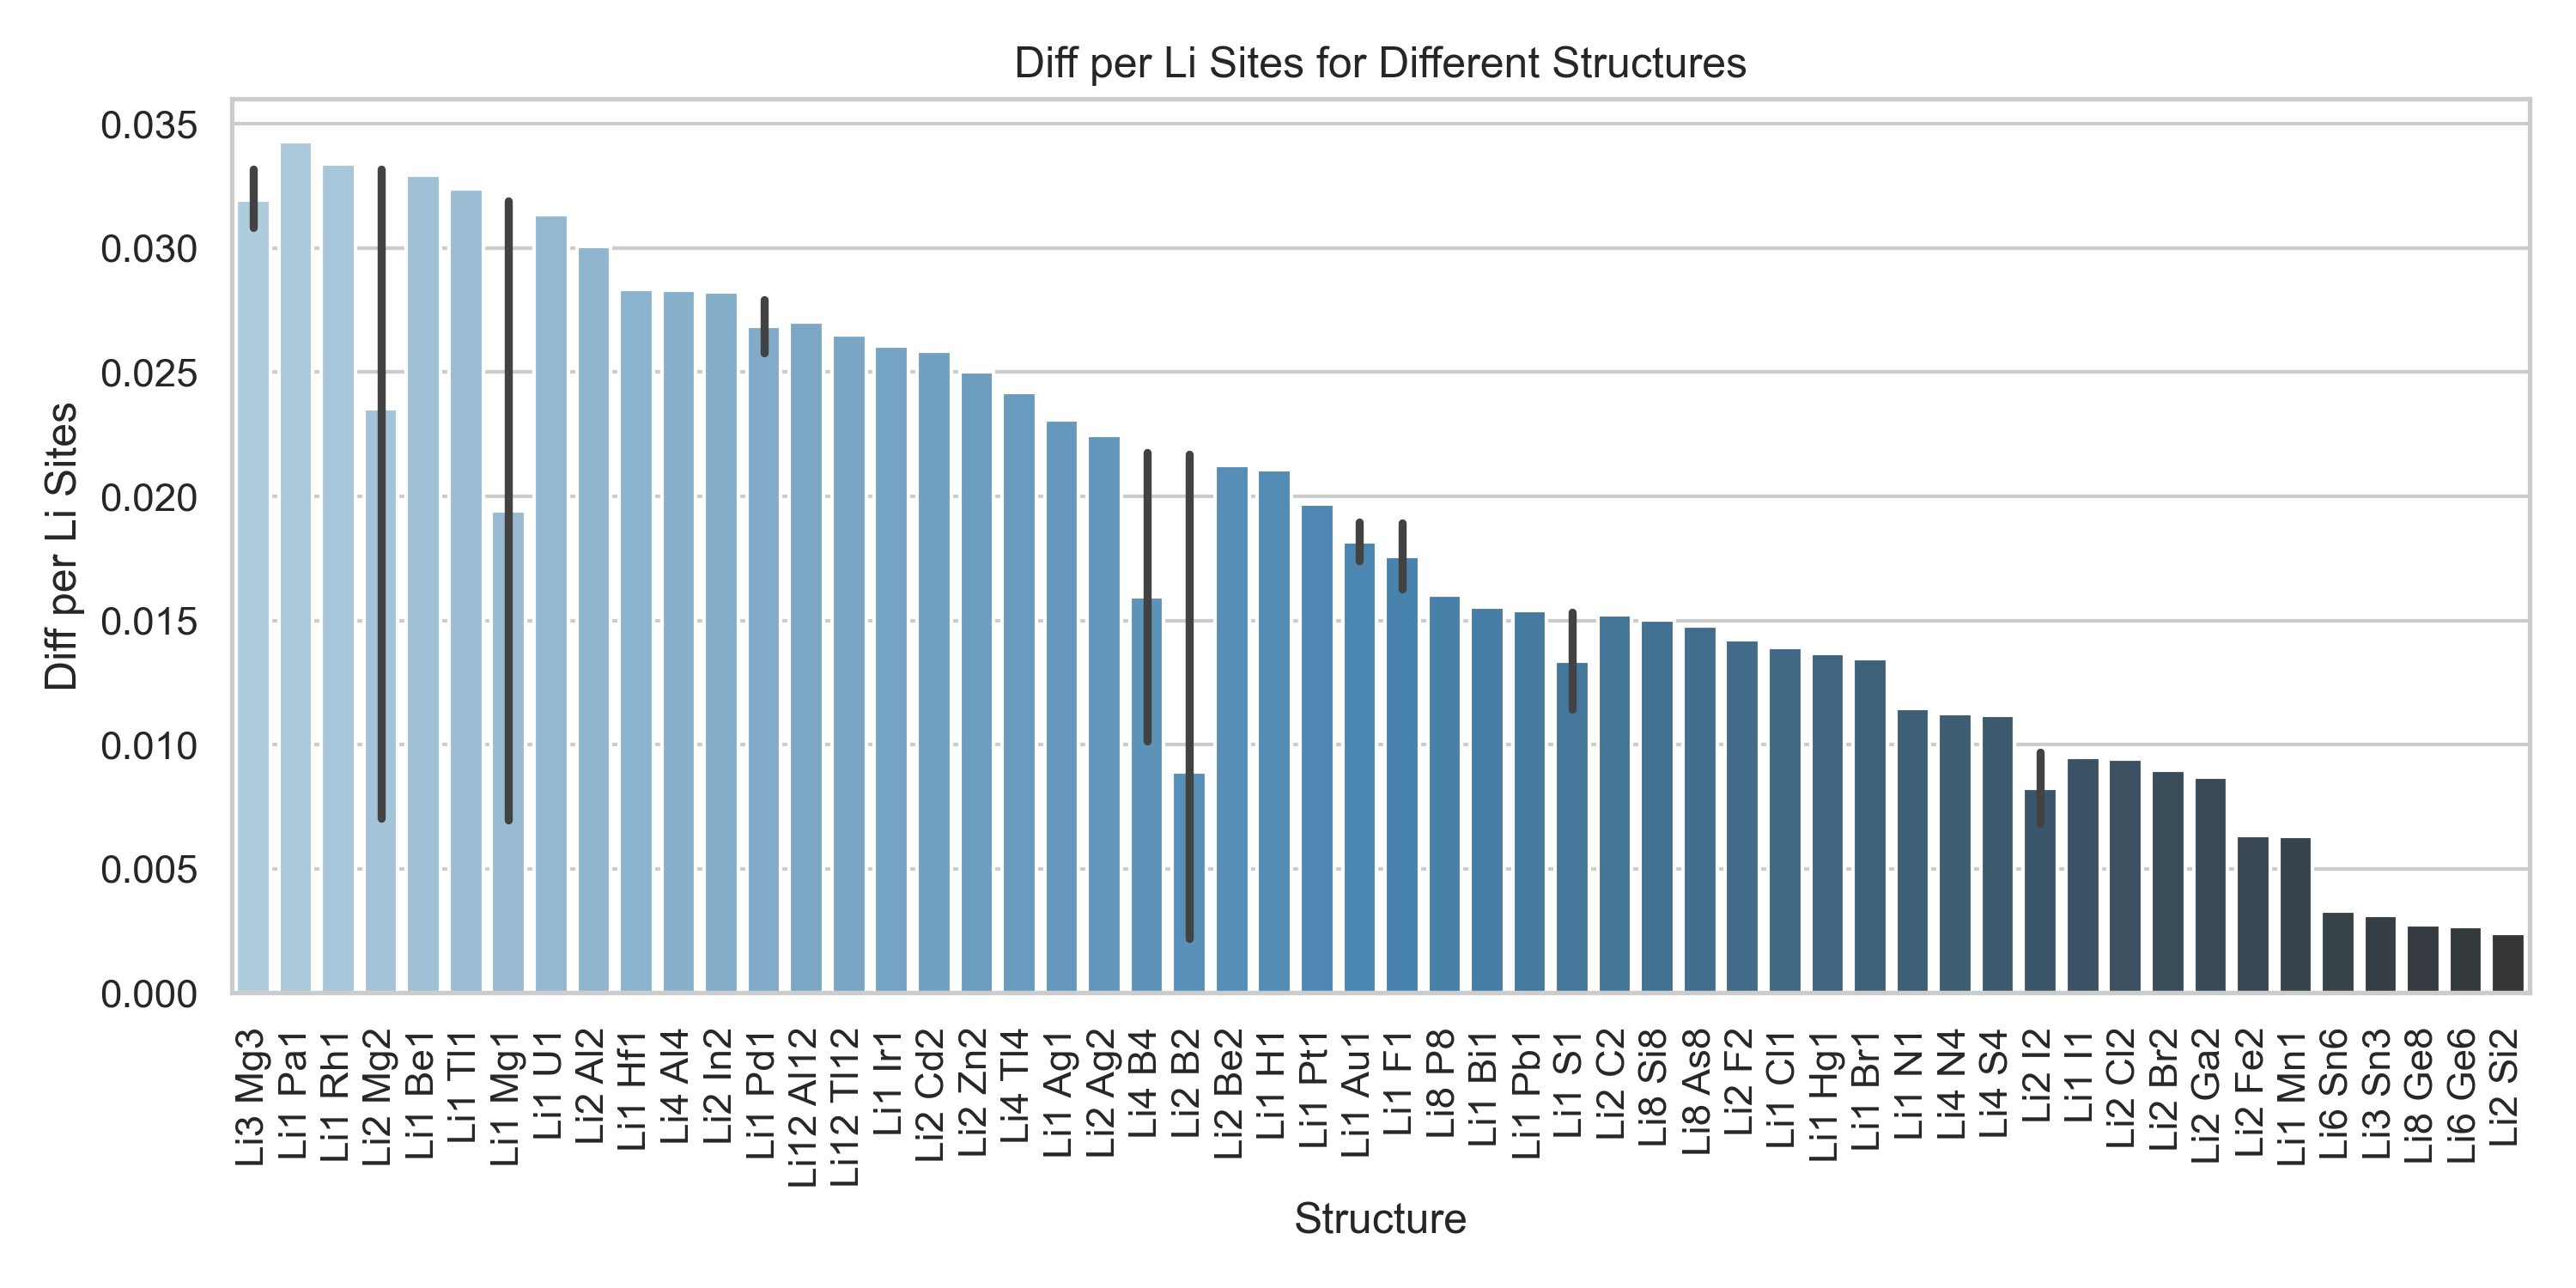 Diff per Li Sites for Different Structures
Diff per Li Sites
0.035
0.030
0.025
0.020
0.015
0.010
0.005
0.000
Li3 Mg3
Li1 Pa1
Li1 Rh1
Li2 Mg2
Li1 Be1
Li1 Tl1
Li1 Mg1
Li1 U1
Li2 Al2
Li1 Hf1
Li4 Al4
Li2 In2
Li1 Pd1
Li12 Al12
Li12 Tl12
Li1 Ir1
Li2 Cd2
Li2 Zn2
Li4 Tl4
Li1 Ag1
Li2 Ag2
Li4 B4
Li2 B2
Li2 Be2
Li1 H1
Li1 Pt1
Li1 Au1
Li1 F1
Li8 P8
Li1 Bi1
Li1 Pb1
Li1 S1
Li2 C2
Li8 Si8
Li8 As8
Li2 F2
Li1 Cl1
Li1 Hg1
Li1 Br1
Li1 N1
Li4 N4
Li4 S4
Li2 I2
Li1 I1
Li2 Cl2
Li2 Br2
Li2 Ga2
Li2 Fe2
Li1 Mn1
Li6 Sn6
Li3 Sn3
Li8 Ge8
Li6 Ge6
Li2 Si2
Structure